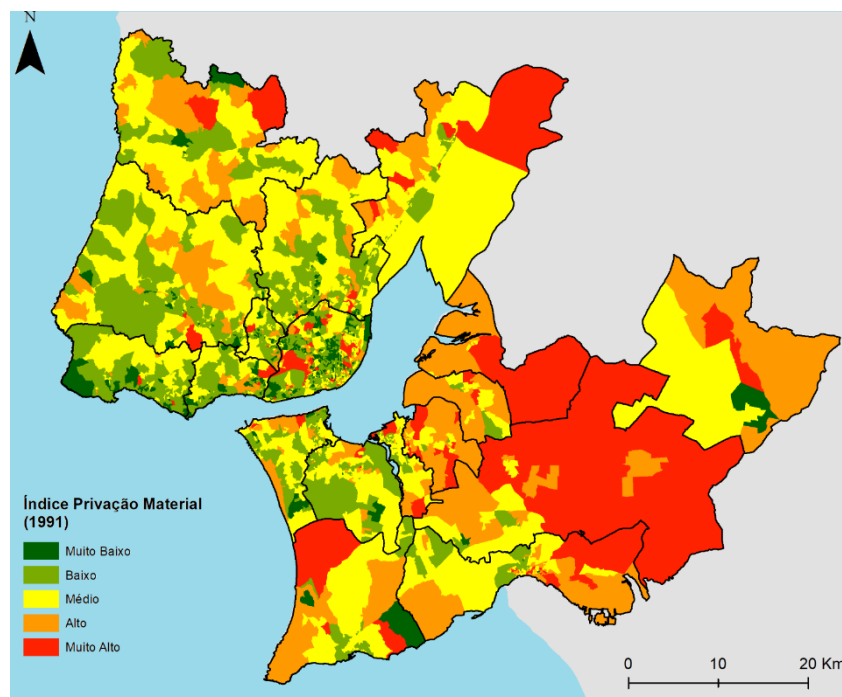 N
Índice Privação Material
(1991)
Muito Baixo
Baixo
Médio
Alto
Muito Alto
0 10 20 Km